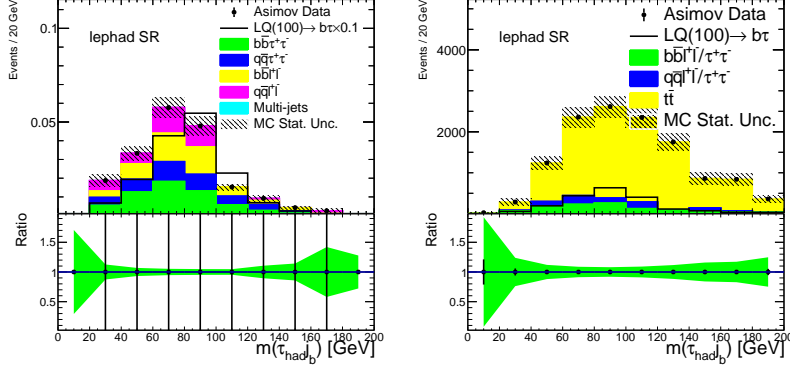 Events / 20 GeV
0.1
0.05
lephad SR
Asimov Data
LQ(100)→ bτ×0.1
bb̄τ⁺τ⁻
qq̄τ⁺τ⁻
bb̄l⁺l⁻
qq̄l⁺l⁻
Multi-jets
MC Stat. Unc.
Ratio
1.5
1
0.5
0 20 40 60 80 100 120 140 160 180 200
m(τ_had j_b) [GeV]
Events / 20 GeV
4000
2000
lephad SR
Asimov Data
LQ(100)→ bτ
bb̄l⁺l⁻/τ⁺τ⁻
qq̄l⁺l⁻/τ⁺τ⁻
tt̄
MC Stat. Unc.
Ratio
1.5
1
0.5
0 20 40 60 80 100 120 140 160 180 200
m(τ_had j_b) [GeV]